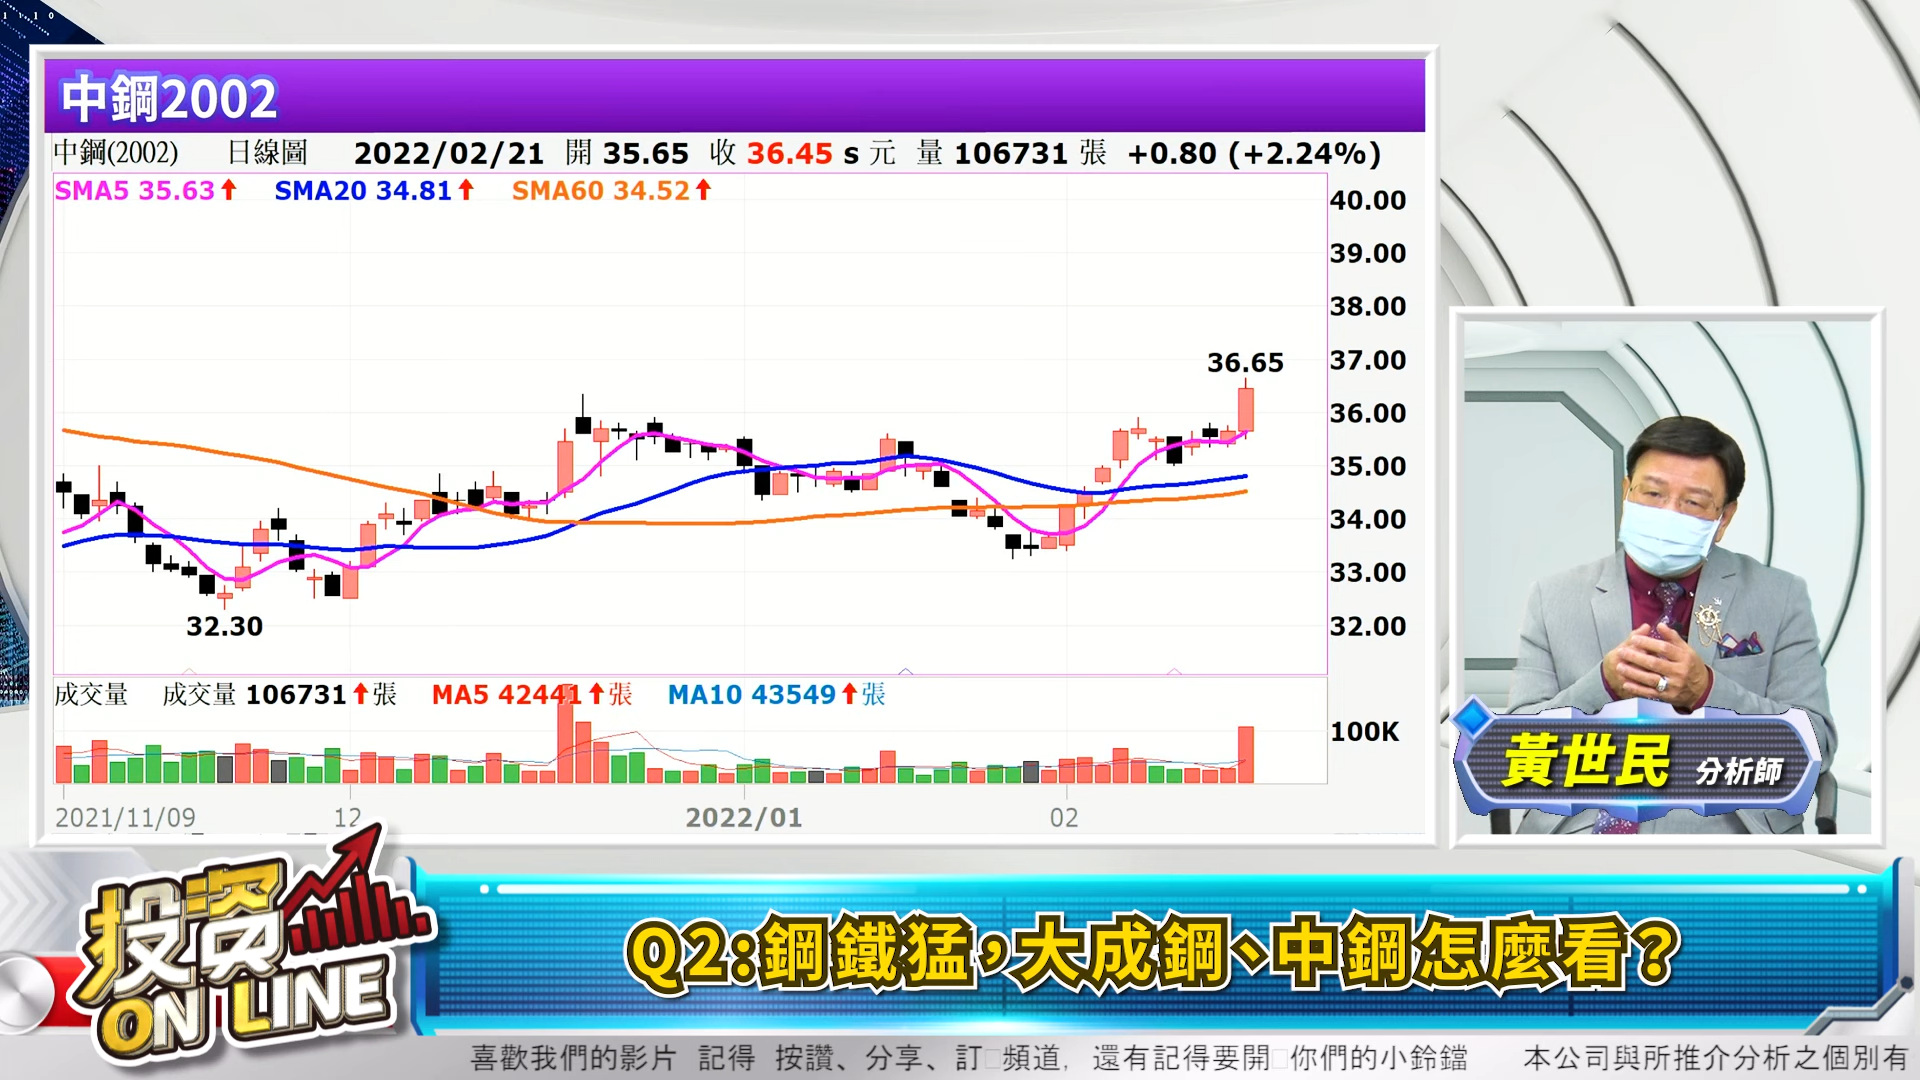 中鋼2002
中鋼(2002) 日線圖 2022/02/21 開 35.65 收 36.45 s 元 量 106731 張 +0.80 (+2.24%)
SMA5 35.63↑ SMA20 34.81↑ SMA60 34.52↑
40.00
39.00
38.00
37.00
36.00
35.00
34.00
33.00
32.00
36.65
32.30
成交量 成交量 106731↑張 MA5 42441↑張 MA10 43549↑張
100K
2021/11/09 12 2022/01 02
黃世民 分析師
投資
ON LINE
Q2:鋼鐵猛,大成鋼、中鋼怎麼看?
喜歡我們的影片 記得 按讚、分享、訂□頻道, 還有記得要開□你們的小鈴鐺 本公司與所推介分析之個別有